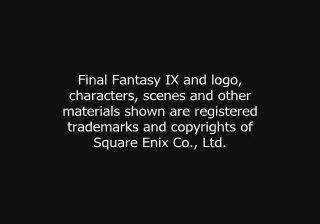 Final Fantasy IX and logo,
characters, scenes and other
materials shown are registered
trademarks and copyrights of
Square Enix Co., Ltd.